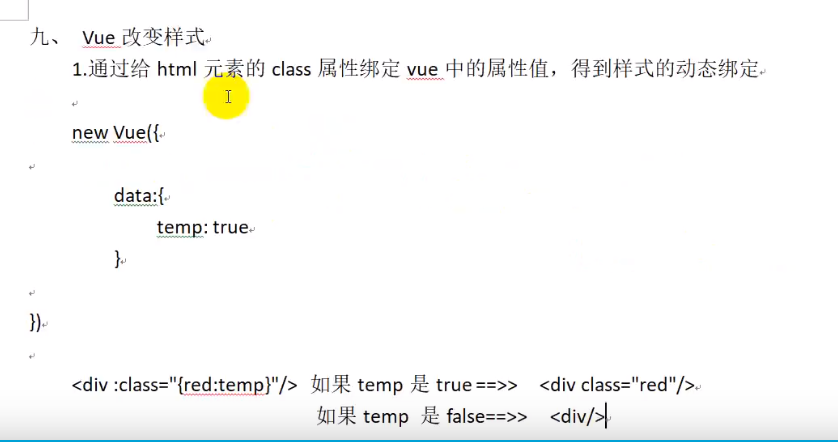 九、 Vue 改变样式
1.通过给 html 元素的 class 属性绑定 vue 中的属性值，得到样式的动态绑定
new Vue({
data:{
temp: true
}
})
<div :class="{red:temp}"/> 如果 temp 是 true==>> <div class="red"/>
如果 temp 是 false==>> <div/>